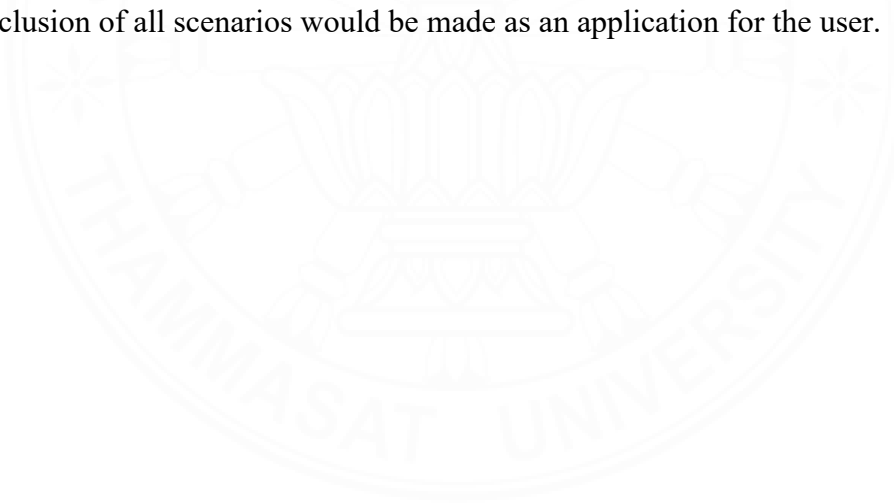 clusion of all scenarios would be made as an application for the user.
THAMMASAT UNIVERSITY